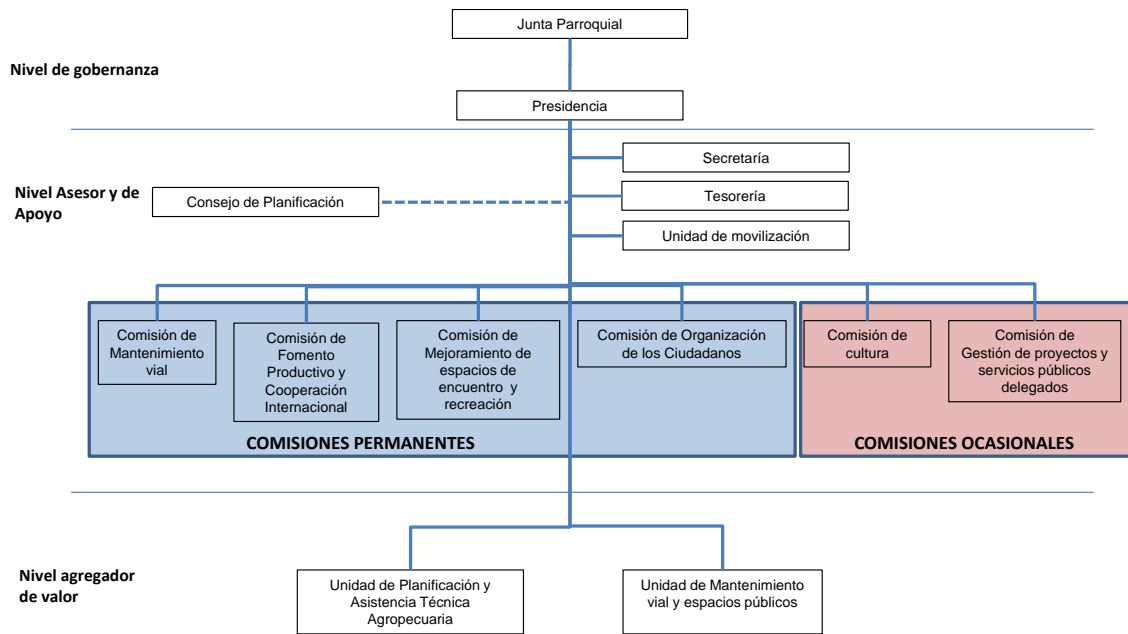 Junta Parroquial
Nivel de gobernanza
Presidencia
Secretaría
Nivel Asesor y de
Apoyo
Consejo de Planificación
Tesorería
Unidad de movilización
Comisión de
Mantenimiento
vial
Comisión de
Fomento
Productivo y
Cooperación
Internacional
Comisión de
Mejoramiento de
espacios de
encuentro y
recreación
Comisión de Organización
de los Ciudadanos
Comisión de
cultura
Comisión de
Gestión de proyectos y
servicios públicos
delegados
COMISIONES PERMANENTES
COMISIONES OCASIONALES
Nivel agregador
de valor
Unidad de Planificación y
Asistencia Técnica
Agropecuaria
Unidad de Mantenimiento
vial y espacios públicos